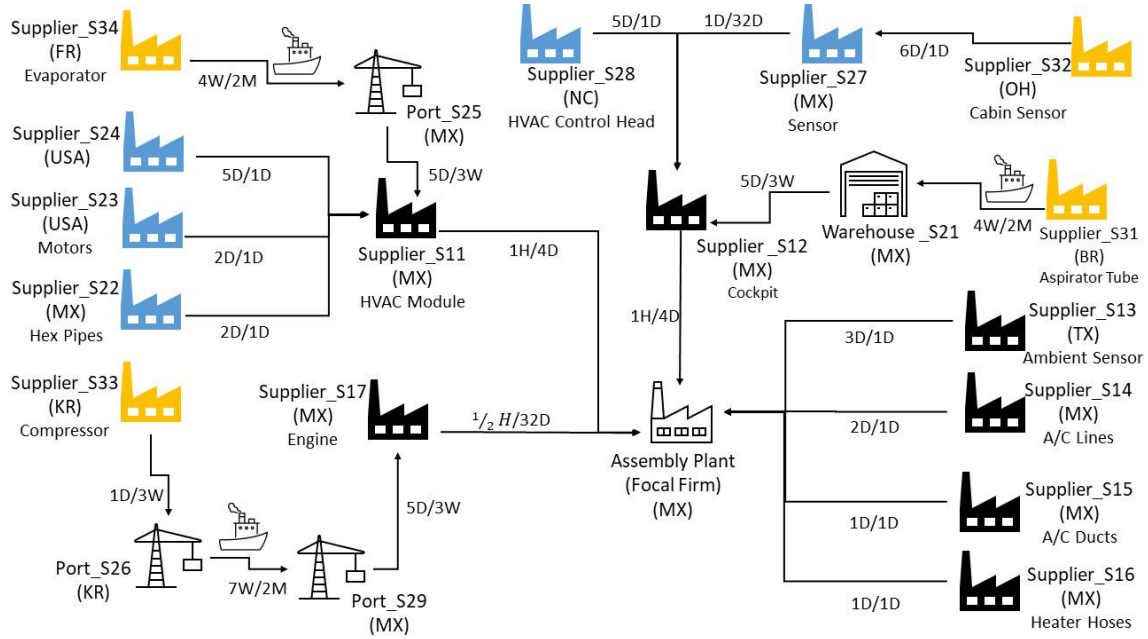 Supplier_S34
(FR)
Evaporator
4W/2M
Port_S25
(MX)
5D/3W
Supplier_S24
(USA)
5D/1D
Supplier_S23
(USA)
Motors
2D/1D
Supplier_S22
(MX)
Hex Pipes
2D/1D
Supplier_S11
(MX)
HVAC Module
1H/4D
Supplier_S33
(KR)
Compressor
1D/3W
Port_S26
(KR)
7W/2M
Port_S29
(MX)
5D/3W
Supplier_S17
(MX)
Engine
1/2 H/32D
Supplier_S28
(NC)
HVAC Control Head
5D/1D
1D/32D
Supplier_S27
(MX)
Sensor
6D/1D
Supplier_S32
(OH)
Cabin Sensor
5D/3W
Supplier_S12
(MX)
Cockpit
Warehouse _S21
(MX)
4W/2M
Supplier_S31
(BR)
Aspirator Tube
1H/4D
Assembly Plant
(Focal Firm)
(MX)
3D/1D
Supplier_S13
(TX)
Ambient Sensor
2D/1D
Supplier_S14
(MX)
A/C Lines
1D/1D
Supplier_S15
(MX)
A/C Ducts
1D/1D
Supplier_S16
(MX)
Heater Hoses